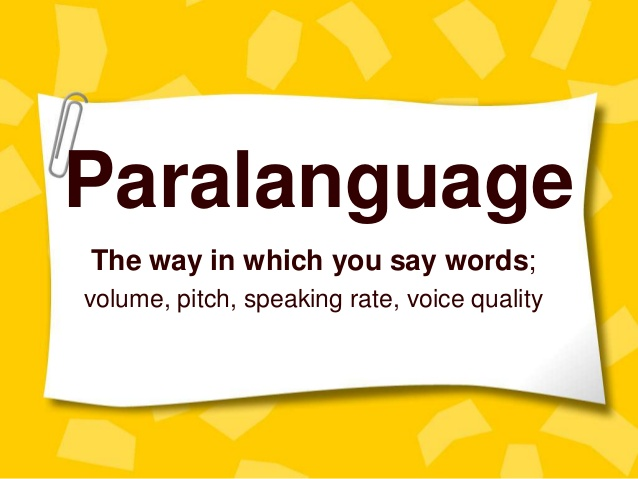 Paralanguage
The way in which you say words;
volume, pitch, speaking rate, voice quality